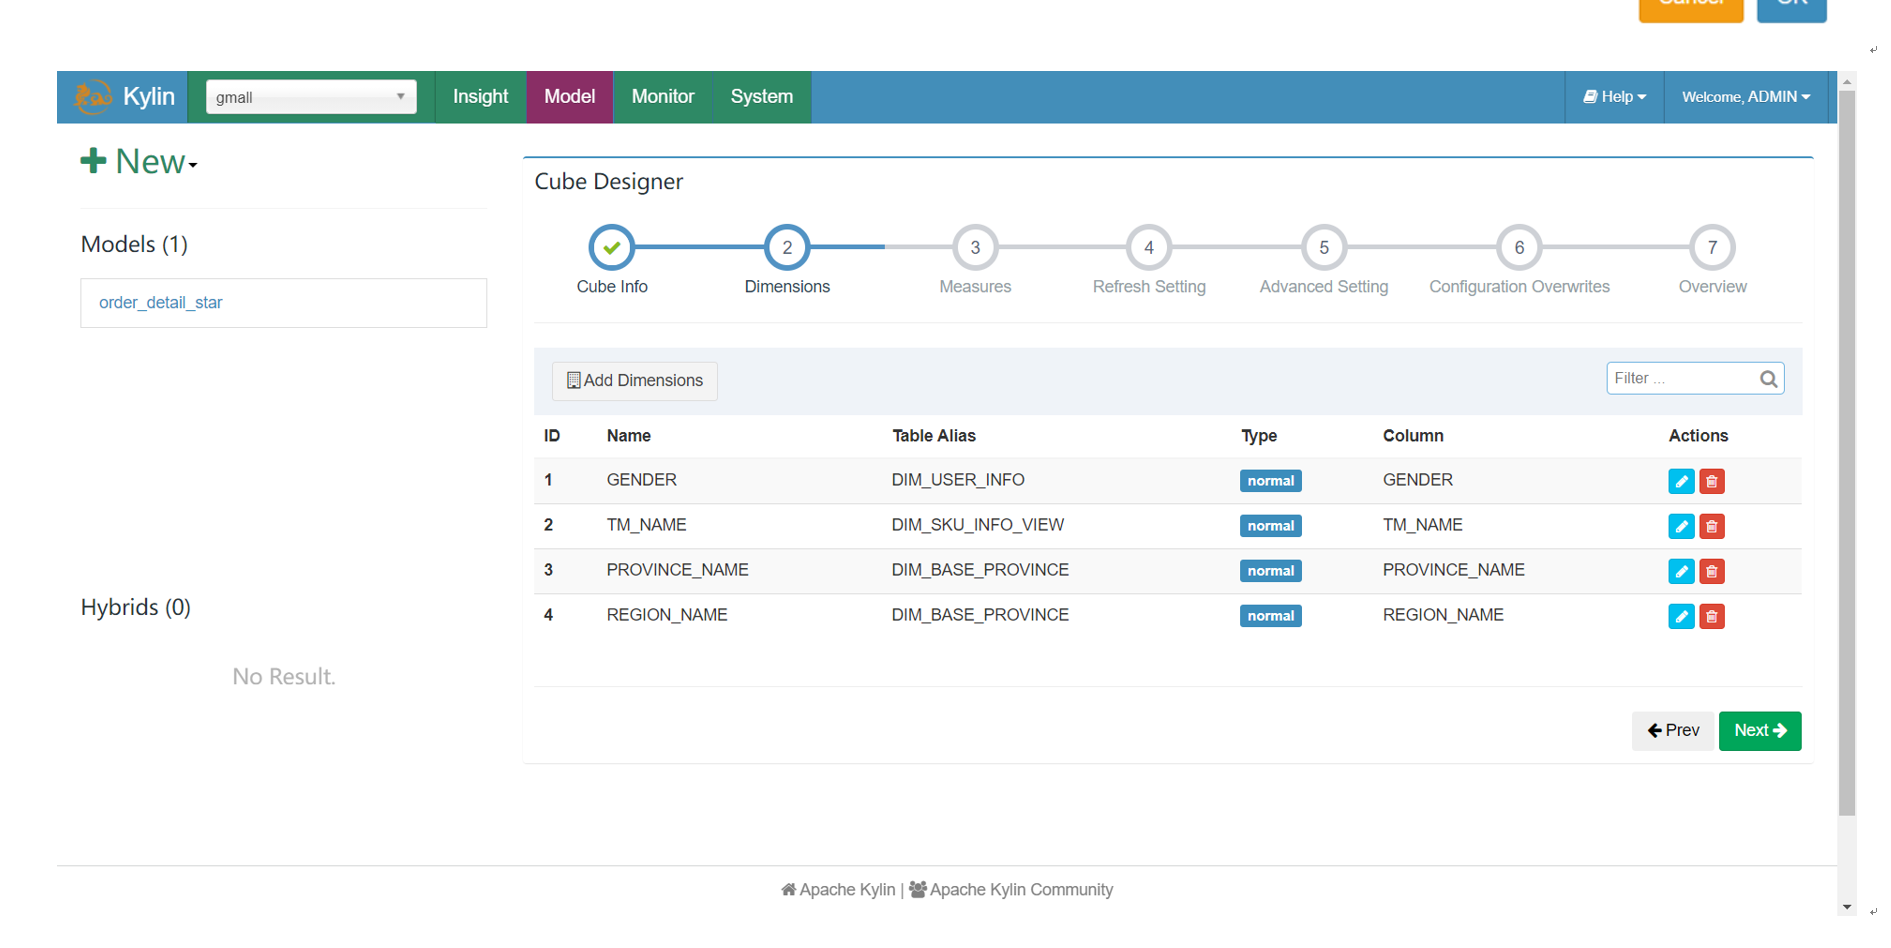 Cancel OK
Kylin gmall Insight Model Monitor System Help Welcome, ADMIN
New
Models (1)
order_detail_star
Hybrids (0)
No Result.
Cube Designer
2 3 4 5 6 7
Cube Info Dimensions Measures Refresh Setting Advanced Setting Configuration Overwrites Overview
Add Dimensions Filter ...
ID Name Table Alias Type Column Actions
1 GENDER DIM_USER_INFO normal GENDER
2 TM_NAME DIM_SKU_INFO_VIEW normal TM_NAME
3 PROVINCE_NAME DIM_BASE_PROVINCE normal PROVINCE_NAME
4 REGION_NAME DIM_BASE_PROVINCE normal REGION_NAME
Prev Next
Apache Kylin | Apache Kylin Community